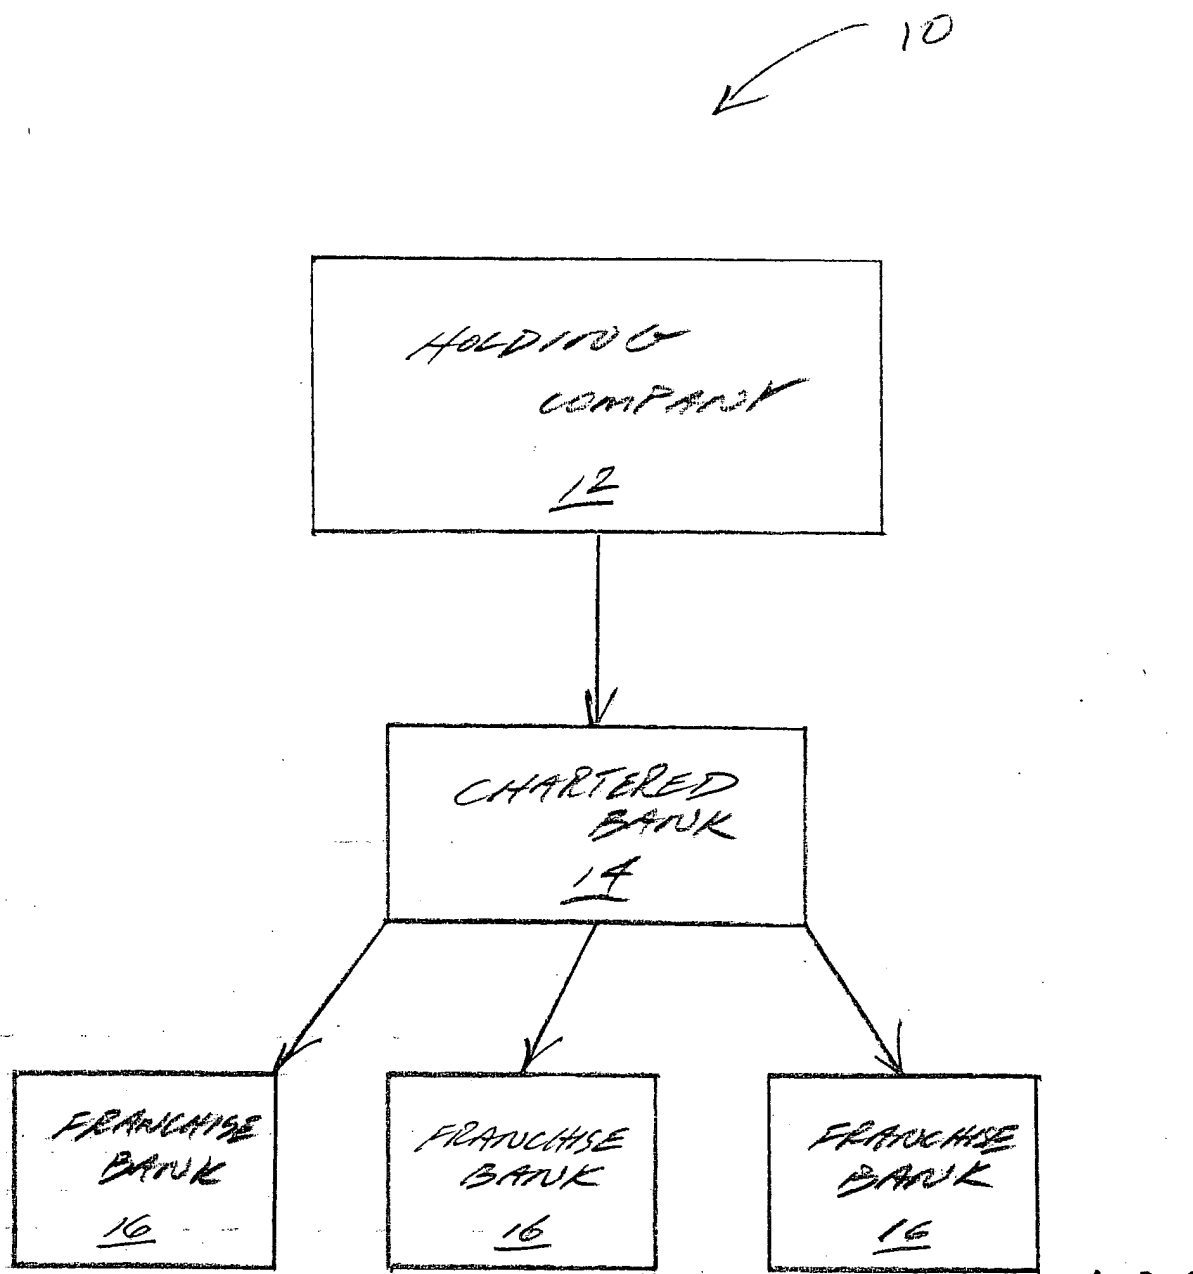 10
HOLDING
COMPANY
12
CHARTERED
BANK
14
FRANCHISE
BANK
16
FRANCHISE
BANK
16
FRANCHISE
BANK
16